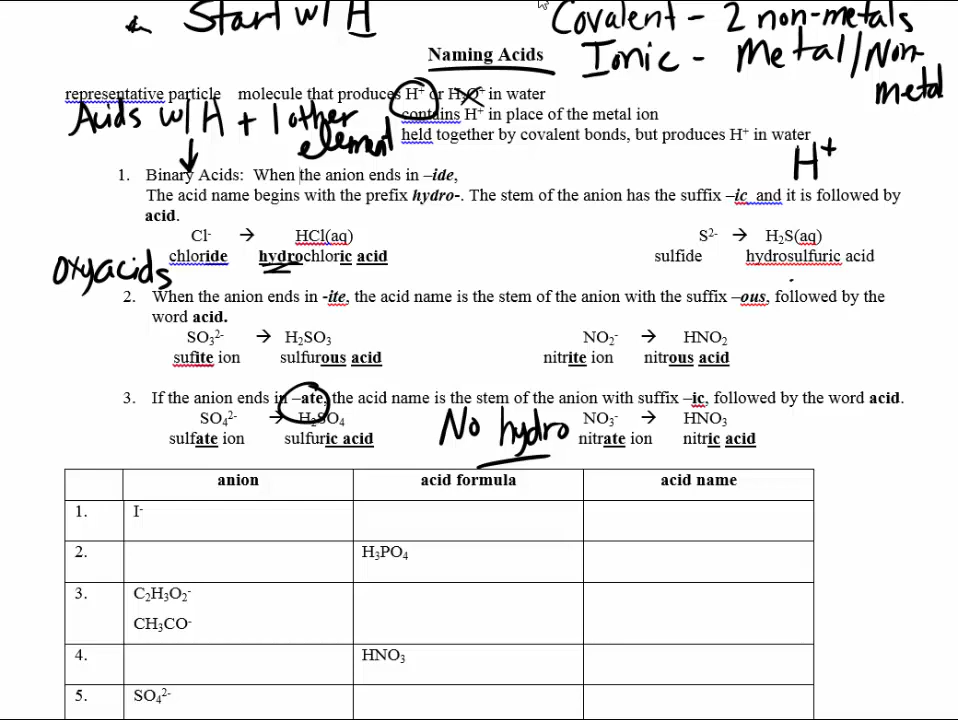 Start w/ H
Covalent - 2 non-metals
Ionic - Metal/Non-
metal
Naming Acids
representative particle molecule that produces H⁺ or H₃O⁺ in water
contains H⁺ in place of the metal ion
held together by covalent bonds, but produces H⁺ in water
Acids w/ H + 1 other
element
H⁺
1. Binary Acids: When the anion ends in –ide,
The acid name begins with the prefix hydro-. The stem of the anion has the suffix –ic and it is followed by
acid.
Cl⁻ → HCl(aq) S²⁻ → H₂S(aq)
chloride hydrochloric acid sulfide hydrosulfuric acid
Oxyacids
2. When the anion ends in -ite, the acid name is the stem of the anion with the suffix –ous, followed by the
word acid.
SO₃²⁻ → H₂SO₃ NO₂⁻ → HNO₂
sufite ion sulfurous acid nitrite ion nitrous acid
3. If the anion ends in –ate, the acid name is the stem of the anion with suffix –ic, followed by the word acid.
SO₄²⁻ → H₂SO₄ NO₃⁻ → HNO₃
sulfate ion sulfuric acid nitrate ion nitric acid
No hydro
anion acid formula acid name
1. I⁻
2. H₃PO₄
3. C₂H₃O₂⁻
CH₃CO⁻
4. HNO₃
5. SO₄²⁻